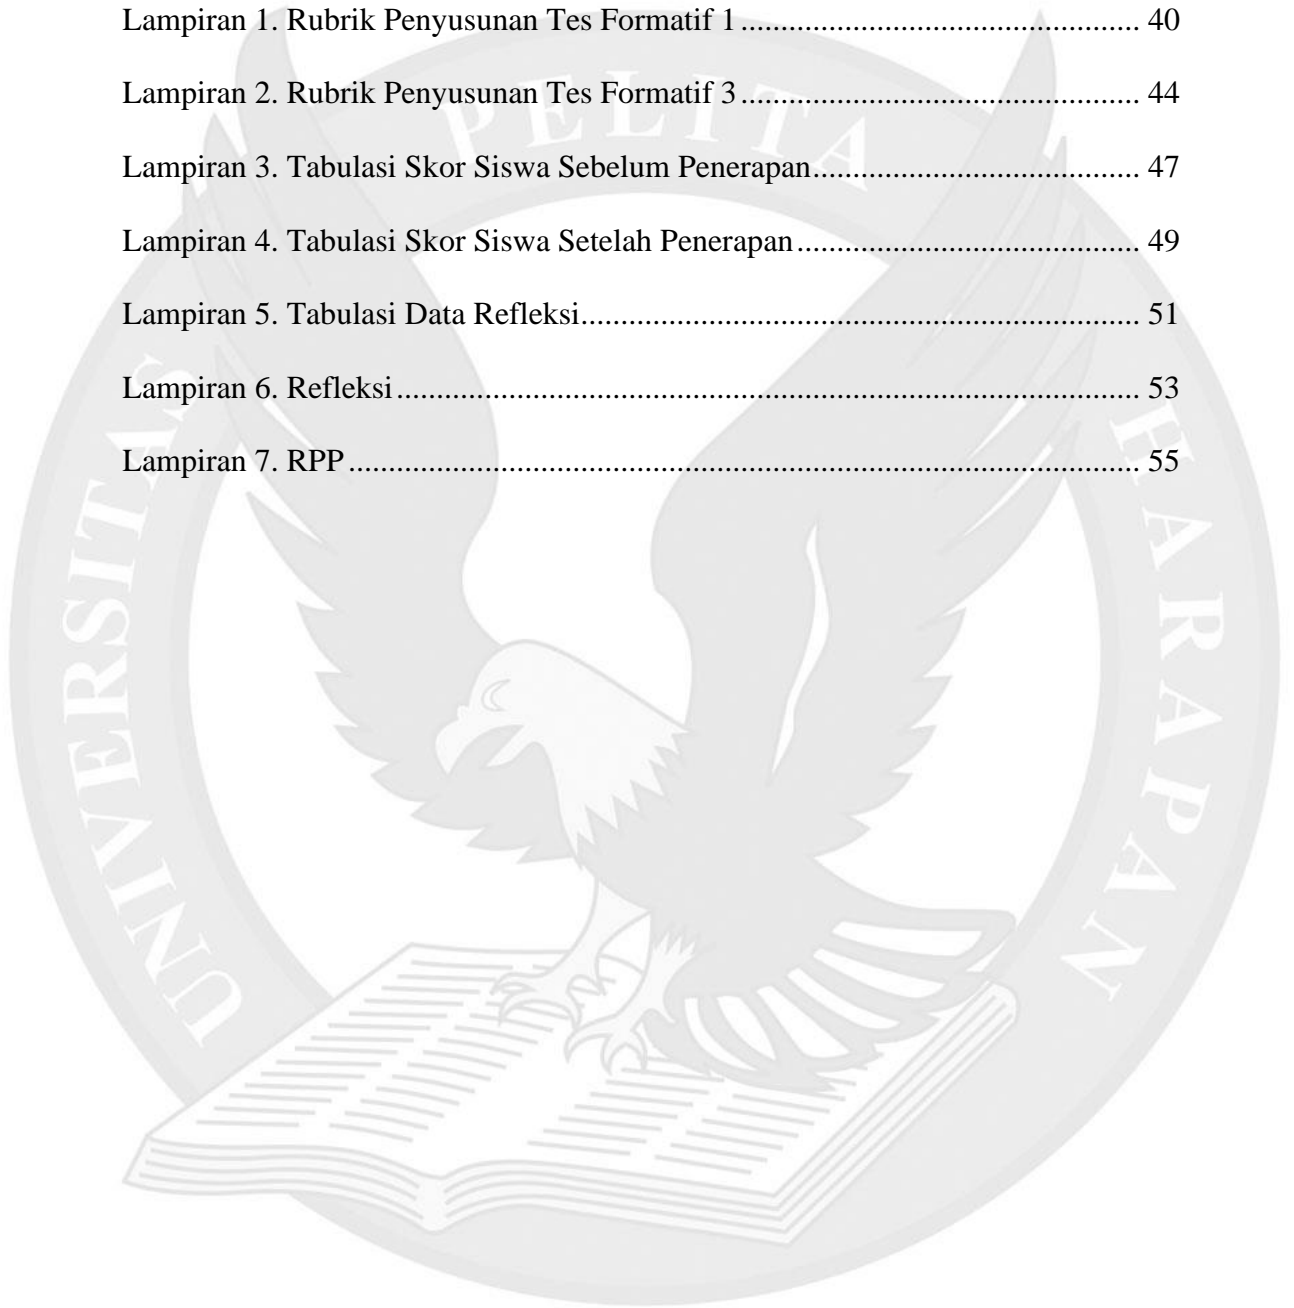 Lampiran 1. Rubrik Penyusunan Tes Formatif 1.................................................. 40
Lampiran 2. Rubrik Penyusunan Tes Formatif 3.................................................. 44
Lampiran 3. Tabulasi Skor Siswa Sebelum Penerapan......................................... 47
Lampiran 4. Tabulasi Skor Siswa Setelah Penerapan........................................... 49
Lampiran 5. Tabulasi Data Refleksi...................................................................... 51
Lampiran 6. Refleksi............................................................................................. 53
Lampiran 7. RPP................................................................................................... 55
UNIVERSITAS PELITA HARAPAN